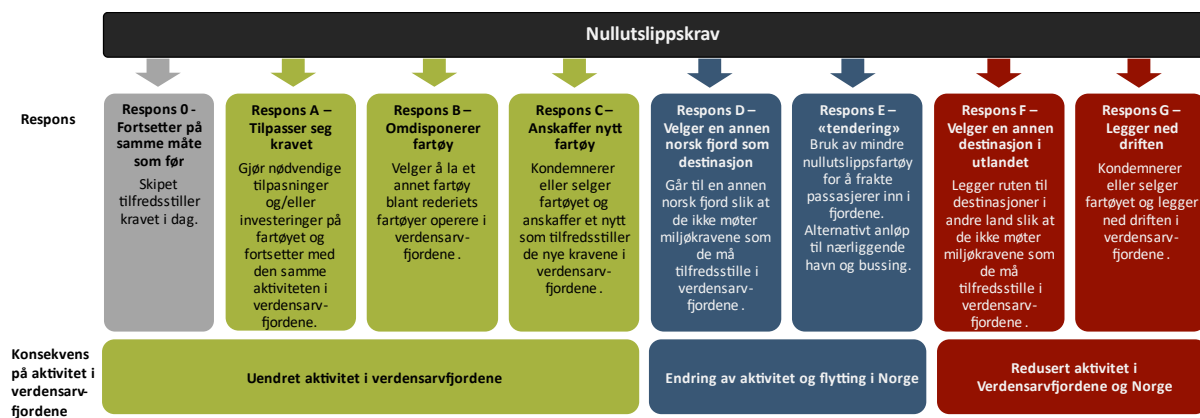 Nullutslippskrav
Respons
Respons 0 -
Fortsetter på
samme måte
som før
Skipet
tilfredsstiller
kravet i dag.
Respons A –
Tilpasser seg
kravet
Gjør nødvendige
tilpasninger
og/eller
investeringer på
fartøyet og
fortsetter med
den samme
aktiviteten i
verdensarv-
fjordene.
Respons B –
Omdisponerer
fartøy
Velger å la et
annet fartøy
blant rederiets
fartøyer operere i
verdensarv-
fjordene .
Respons C –
Anskaffer nytt
fartøy
Kondemnerer
eller selger
fartøyet og
anskaffer et nytt
som tilfredsstiller
de nye kravene i
verdensarv-
fjordene .
Respons D –
Velger en annen
norsk fjord som
destinasjon
Går til en annen
norsk fjord slik at
de ikke møter
miljøkravene som
de må
tilfredsstille i
verdensarv-
fjordene .
Respons E –
«tendering»
Bruk av mindre
nullutslippsfartøy
for å frakte
passasjerer inn i
fjordene.
Alternativt anløp
til nærliggende
havn og bussing.
Respons F –
Velger en annen
destinasjon i
utlandet
Legger ruten til
destinasjoner i
andre land slik at
de ikke møter
miljøkravene som
de må
tilfredsstille i
verdensarv-
fjordene .
Respons G –
Legger ned
driften
Kondemnerer
eller selger
fartøyet og legger
ned driften i
verdensarv-
fjordene .
Konsekvens
på aktivitet i
verdensarv-
fjordene
Uendret aktivitet i verdensarvfjordene
Endring av aktivitet og flytting i Norge
Redusert aktivitet i
Verdensarvfjordene og Norge